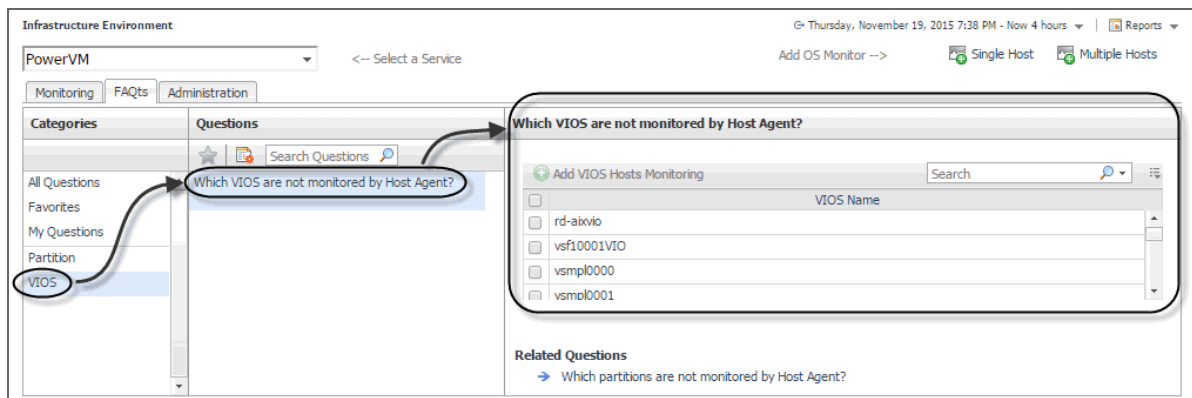 Infrastructure Environment
Thursday, November 19, 2015 7:38 PM - Now 4 hours | Reports
PowerVM <-- Select a Service Add OS Monitor --> Single Host Multiple Hosts
Monitoring FAQts Administration
Categories
All Questions
Favorites
My Questions
Partition
VIOS
Questions
Search Questions
Which VIOS are not monitored by Host Agent?
Which VIOS are not monitored by Host Agent?
Add VIOS Hosts Monitoring Search
VIOS Name
rd-aixvio
vsf10001VIO
vsmpl0000
vsmpl0001
Related Questions
Which partitions are not monitored by Host Agent?